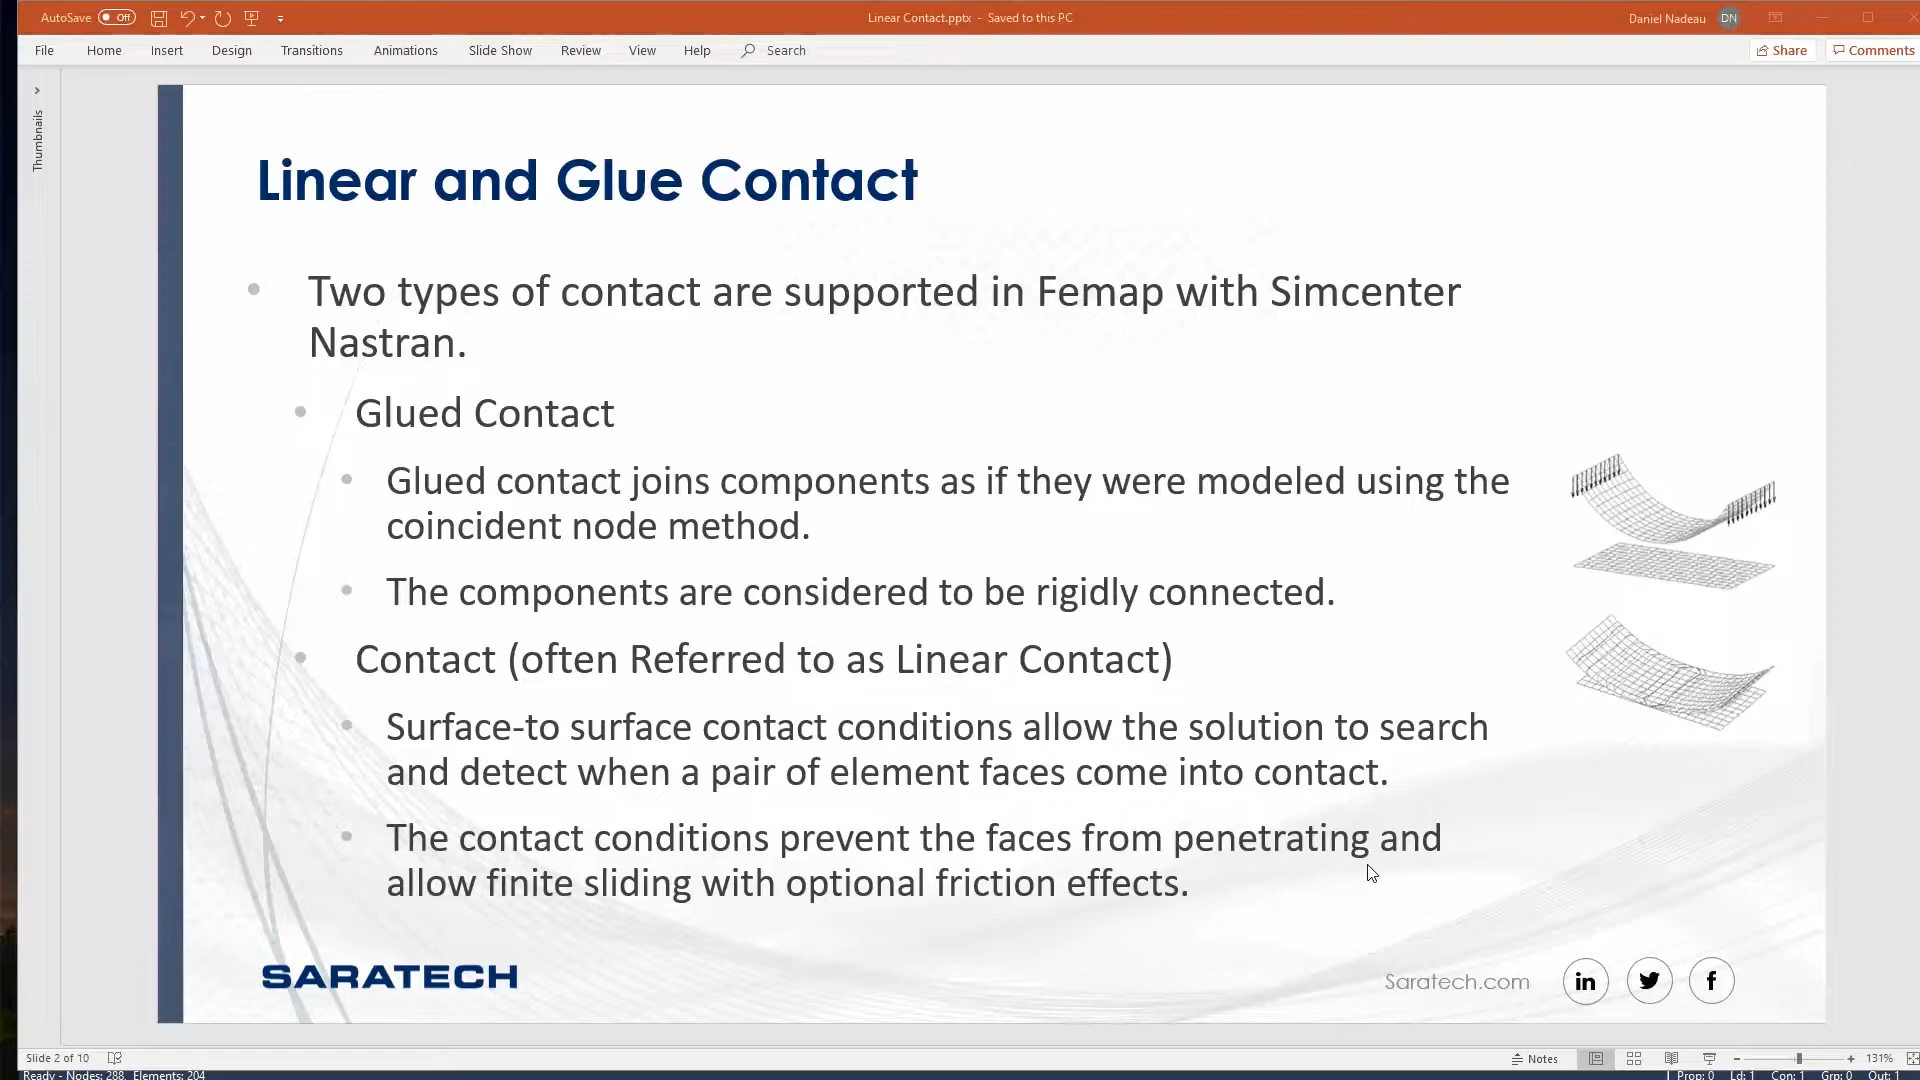 AutoSave Off
Linear Contact.pptx - Saved to this PC
Daniel Nadeau DN
File Home Insert Design Transitions Animations Slide Show Review View Help Search
Share Comments
Thumbnails
Linear and Glue Contact
Two types of contact are supported in Femap with Simcenter
Nastran.
Glued Contact
Glued contact joins components as if they were modeled using the
coincident node method.
The components are considered to be rigidly connected.
Contact (often Referred to as Linear Contact)
Surface-to surface contact conditions allow the solution to search
and detect when a pair of element faces come into contact.
The contact conditions prevent the faces from penetrating and
allow finite sliding with optional friction effects.
SARATECH
Saratech.com in f
Slide 2 of 10
Notes 131%
Ready - Nodes: 288, Elements: 204
Prop: 0 Ld: 1 Con: 1 Grp: 0 Out: 1